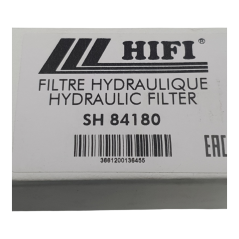 HIFI®
FILTRE HYDRAULIQUE
HYDRAULIC FILTER
SH 84180
EAC
3661200136455